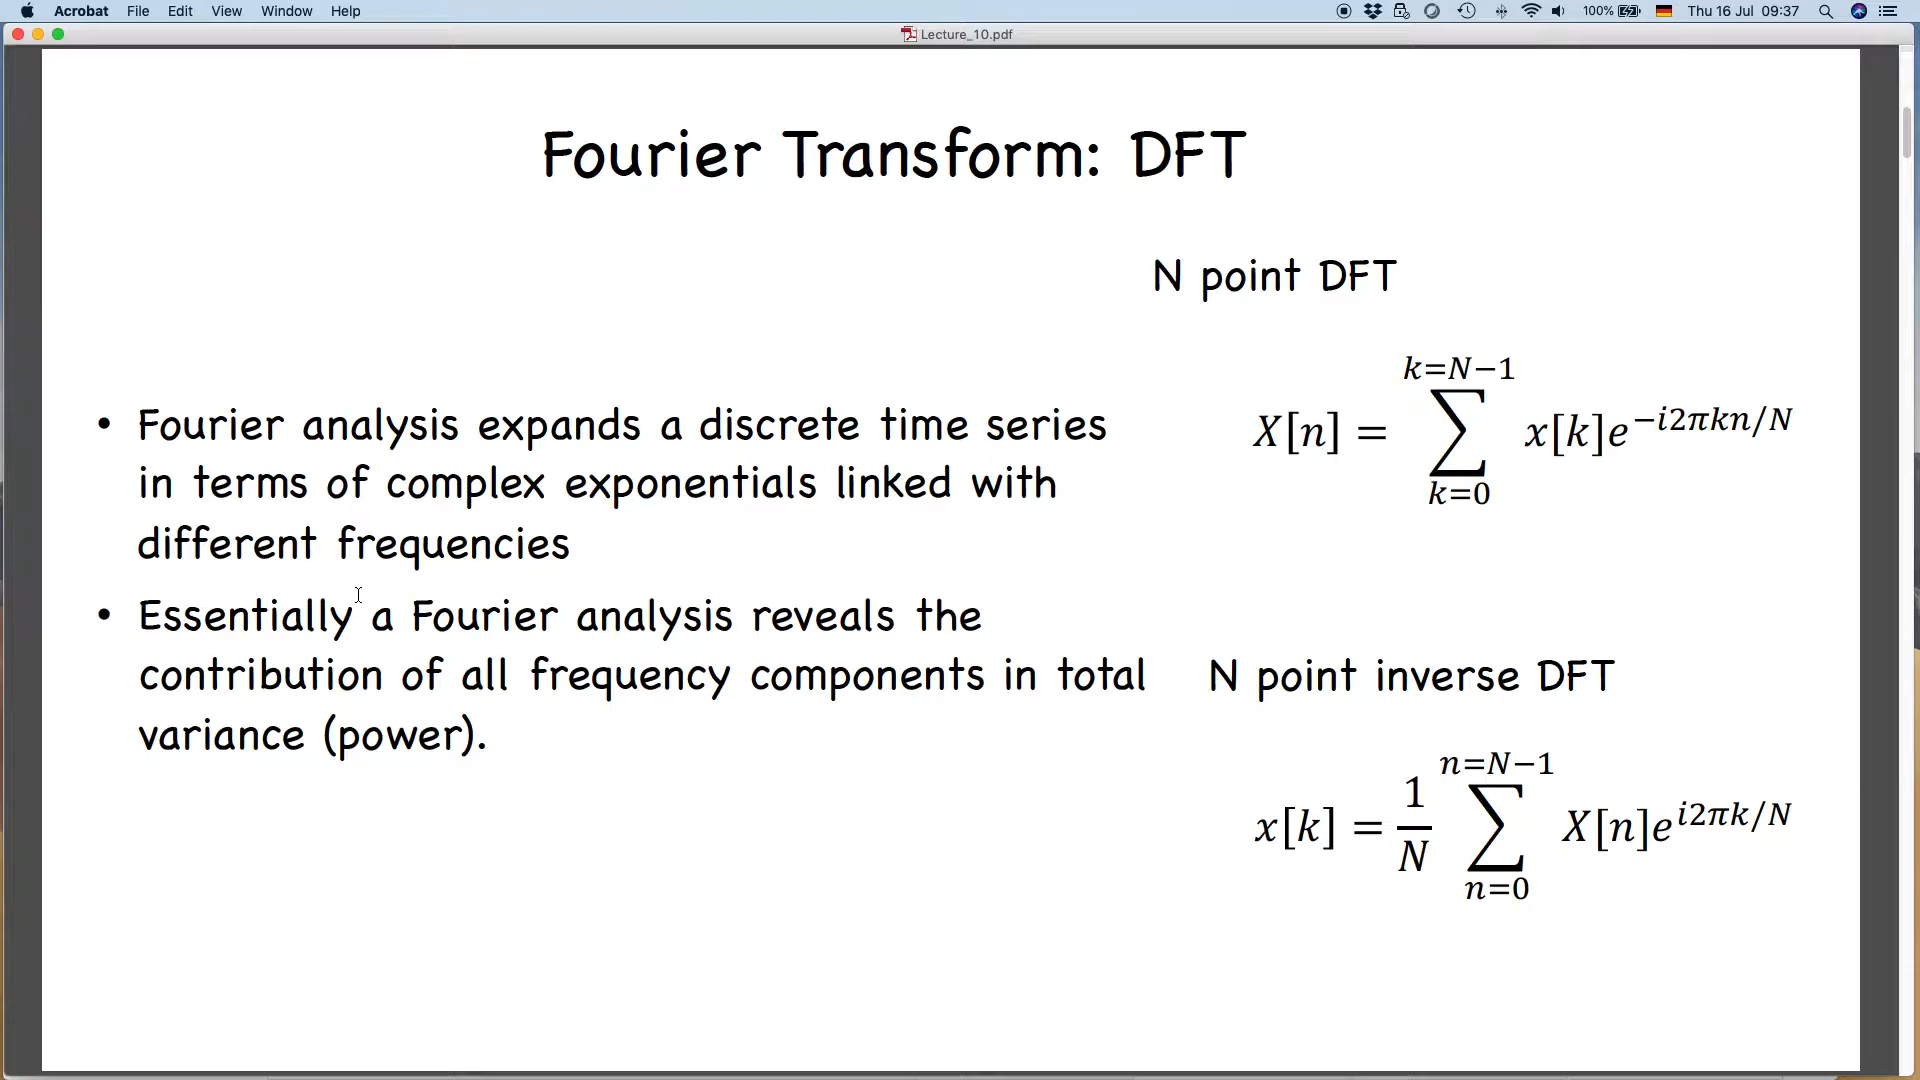 Acrobat File Edit View Window Help 100% Thu 16 Jul 09:37
Lecture_10.pdf
Fourier Transform: DFT
N point DFT
X[n] = \sum_{k=0}^{k=N-1} x[k]e^{-i2πkn/N}
• Fourier analysis expands a discrete time series
in terms of complex exponentials linked with
different frequencies
• Essentially a Fourier analysis reveals the
contribution of all frequency components in total
variance (power).
N point inverse DFT
x[k] = \frac{1}{N} \sum_{n=0}^{n=N-1} X[n]e^{i2πk/N}